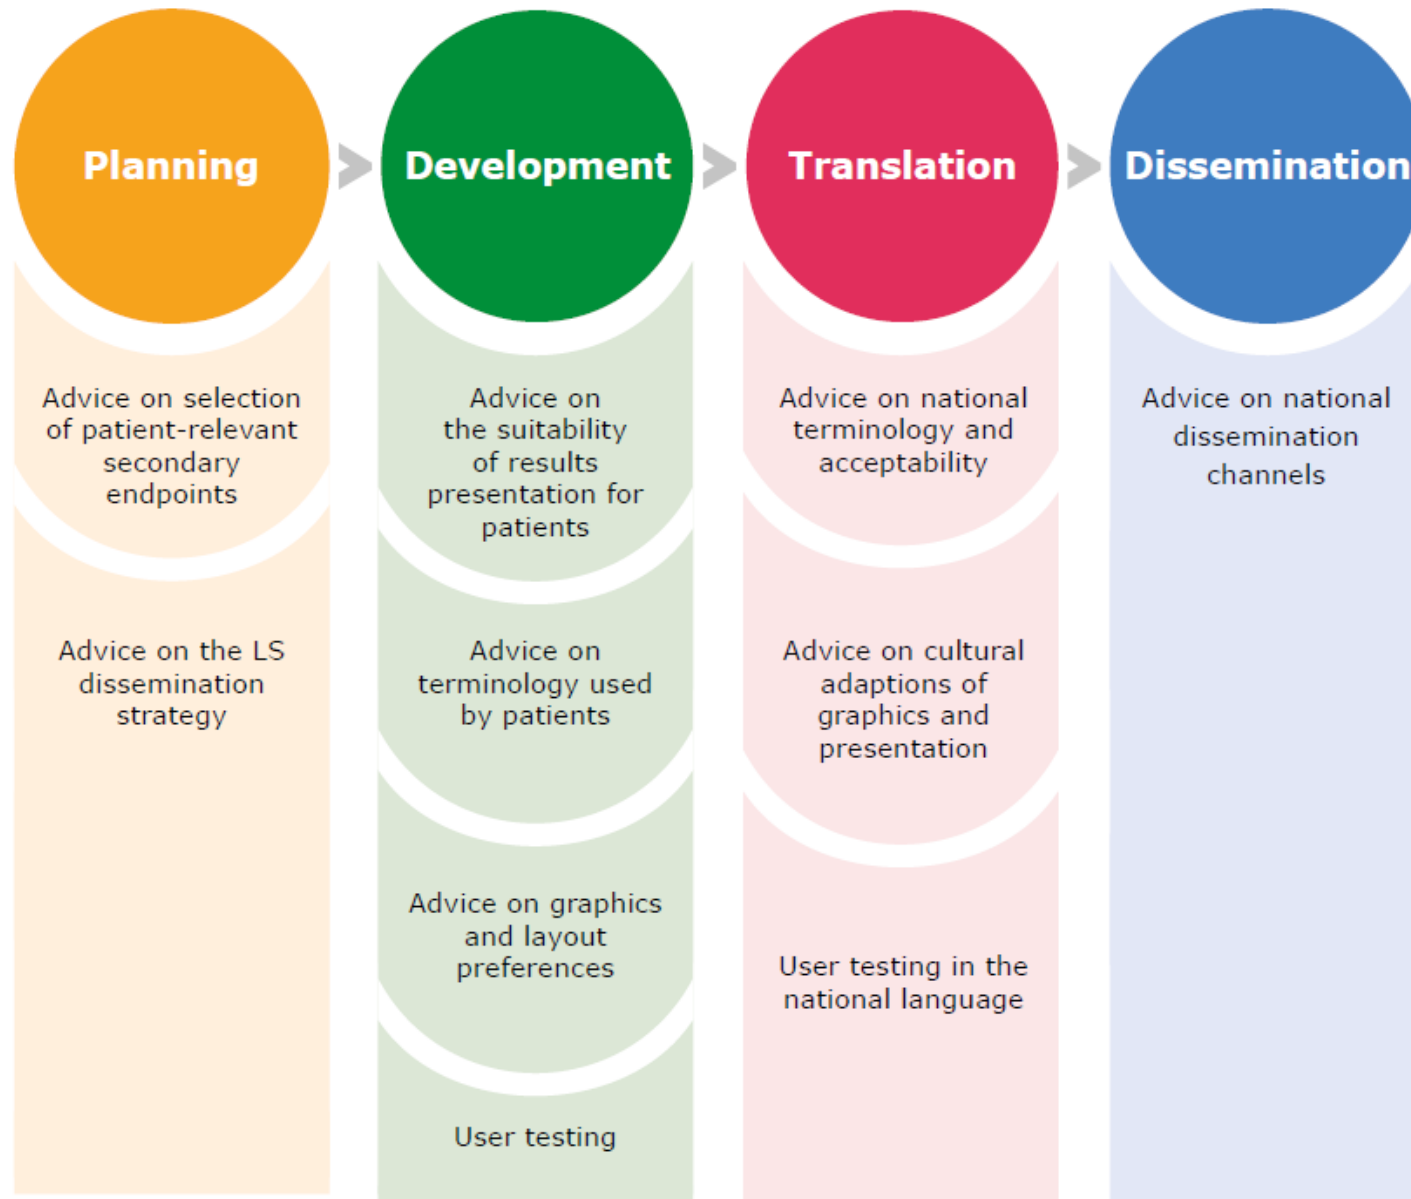 Planning
Development
Translation
Dissemination
Advice on selection
of patient-relevant
secondary
endpoints
Advice on the LS
dissemination
strategy
Advice on
the suitability
of results
presentation for
patients
Advice on
terminology used
by patients
Advice on graphics
and layout
preferences
User testing
Advice on national
terminology and
acceptability
Advice on cultural
adaptions of
graphics and
presentation
User testing in the
national language
Advice on national
dissemination
channels